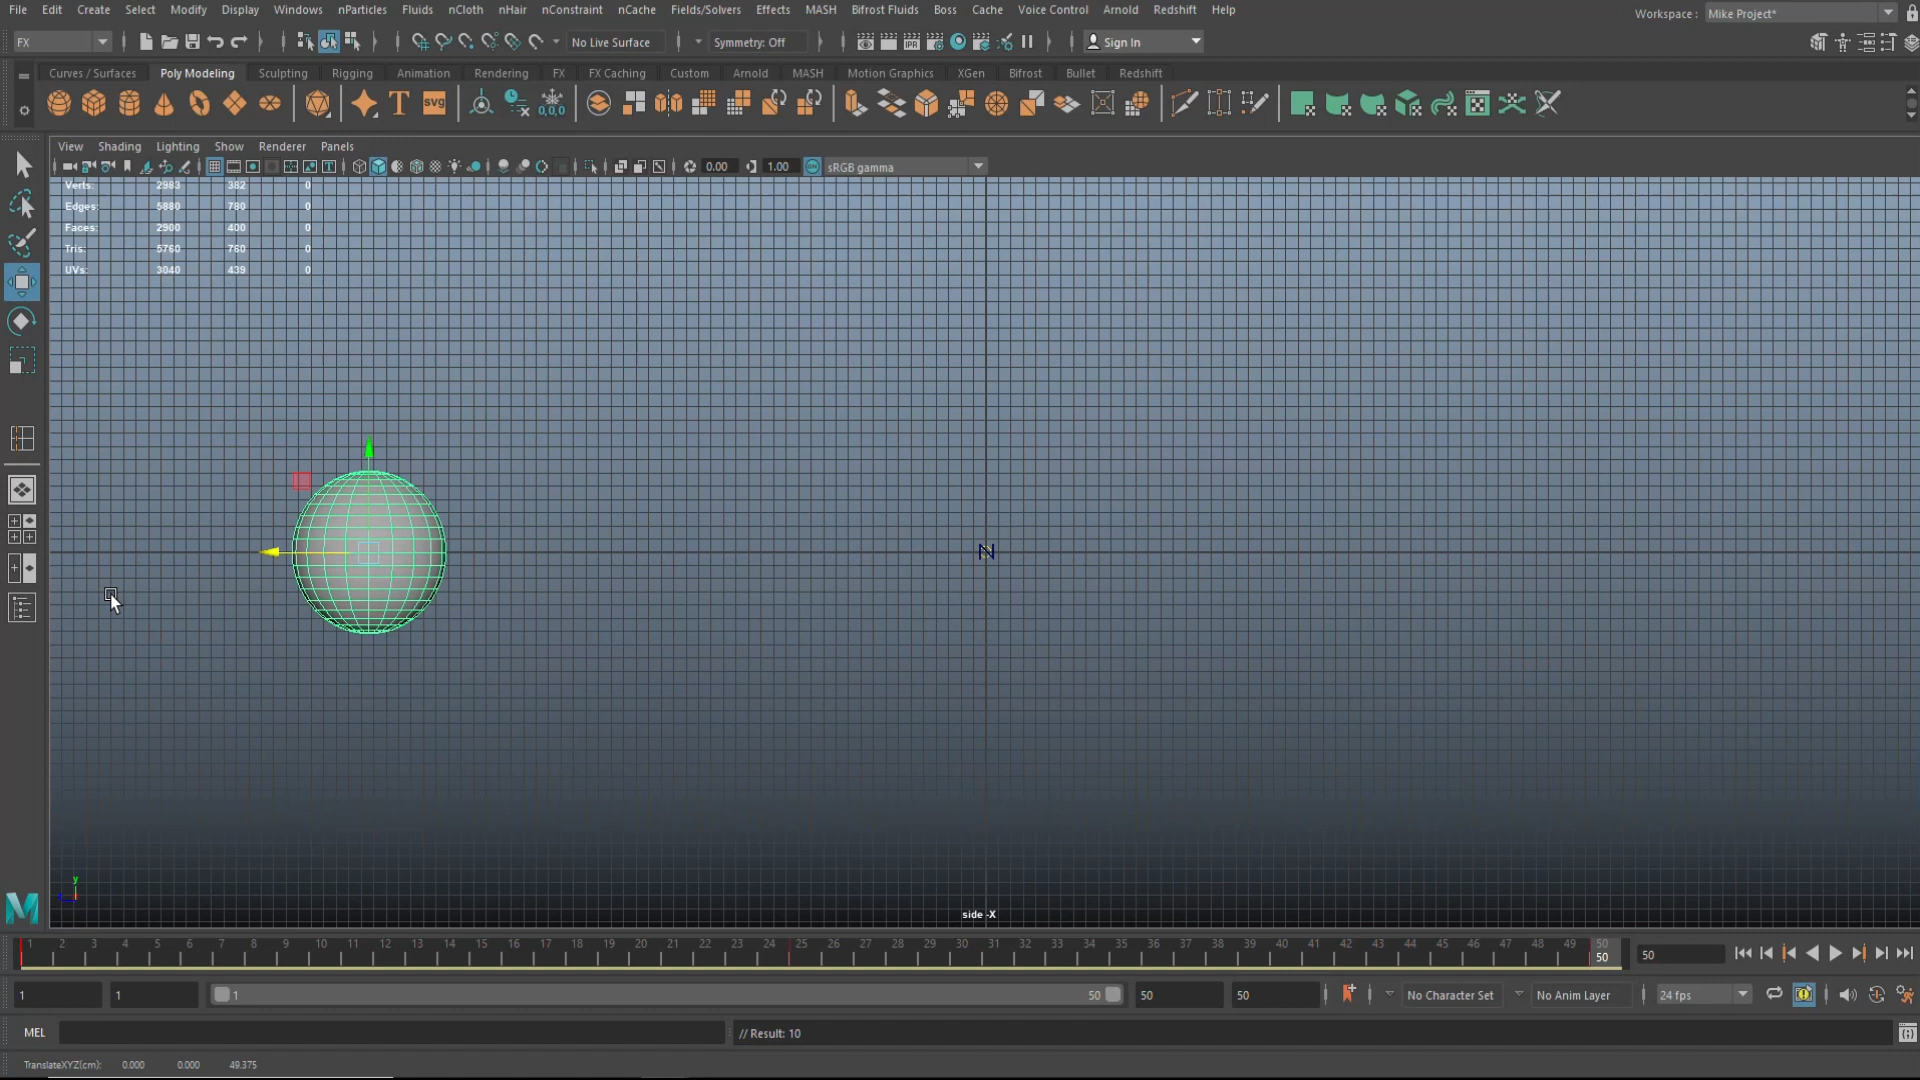 File Edit Create Select Modify Display Windows nParticles Fluids nCloth nHair nConstraint nCache Fields/Solvers Effects MASH Bifrost Fluids Boss Cache Voice Control Arnold Redshift Help
Workspace : Mike Project*
FX No Live Surface Symmetry: Off IPR Sign In
Curves / Surfaces Poly Modeling Sculpting Rigging Animation Rendering FX FX Caching Custom Arnold MASH Motion Graphics XGen Bifrost Bullet Redshift
T svg 0,0,0
View Shading Lighting Show Renderer Panels
0.00 1.00 sRGB gamma
Verts: 2983 382 0
Edges: 5880 780 0
Faces: 2900 400 0
Tris: 5760 760 0
UVs: 3040 439 0
y
side -X
1 2 3 4 5 6 7 8 9 10 11 12 13 14 15 16 17 18 19 20 21 22 23 24 25 26 27 28 29 30 31 32 33 34 35 36 37 38 39 40 41 42 43 44 45 46 47 48 49 50
50 50
1 1 1 50 50 50 No Character Set No Anim Layer 24 fps
MEL // Result: 10
TranslateXYZ(cm): 0.000 0.000 49.375